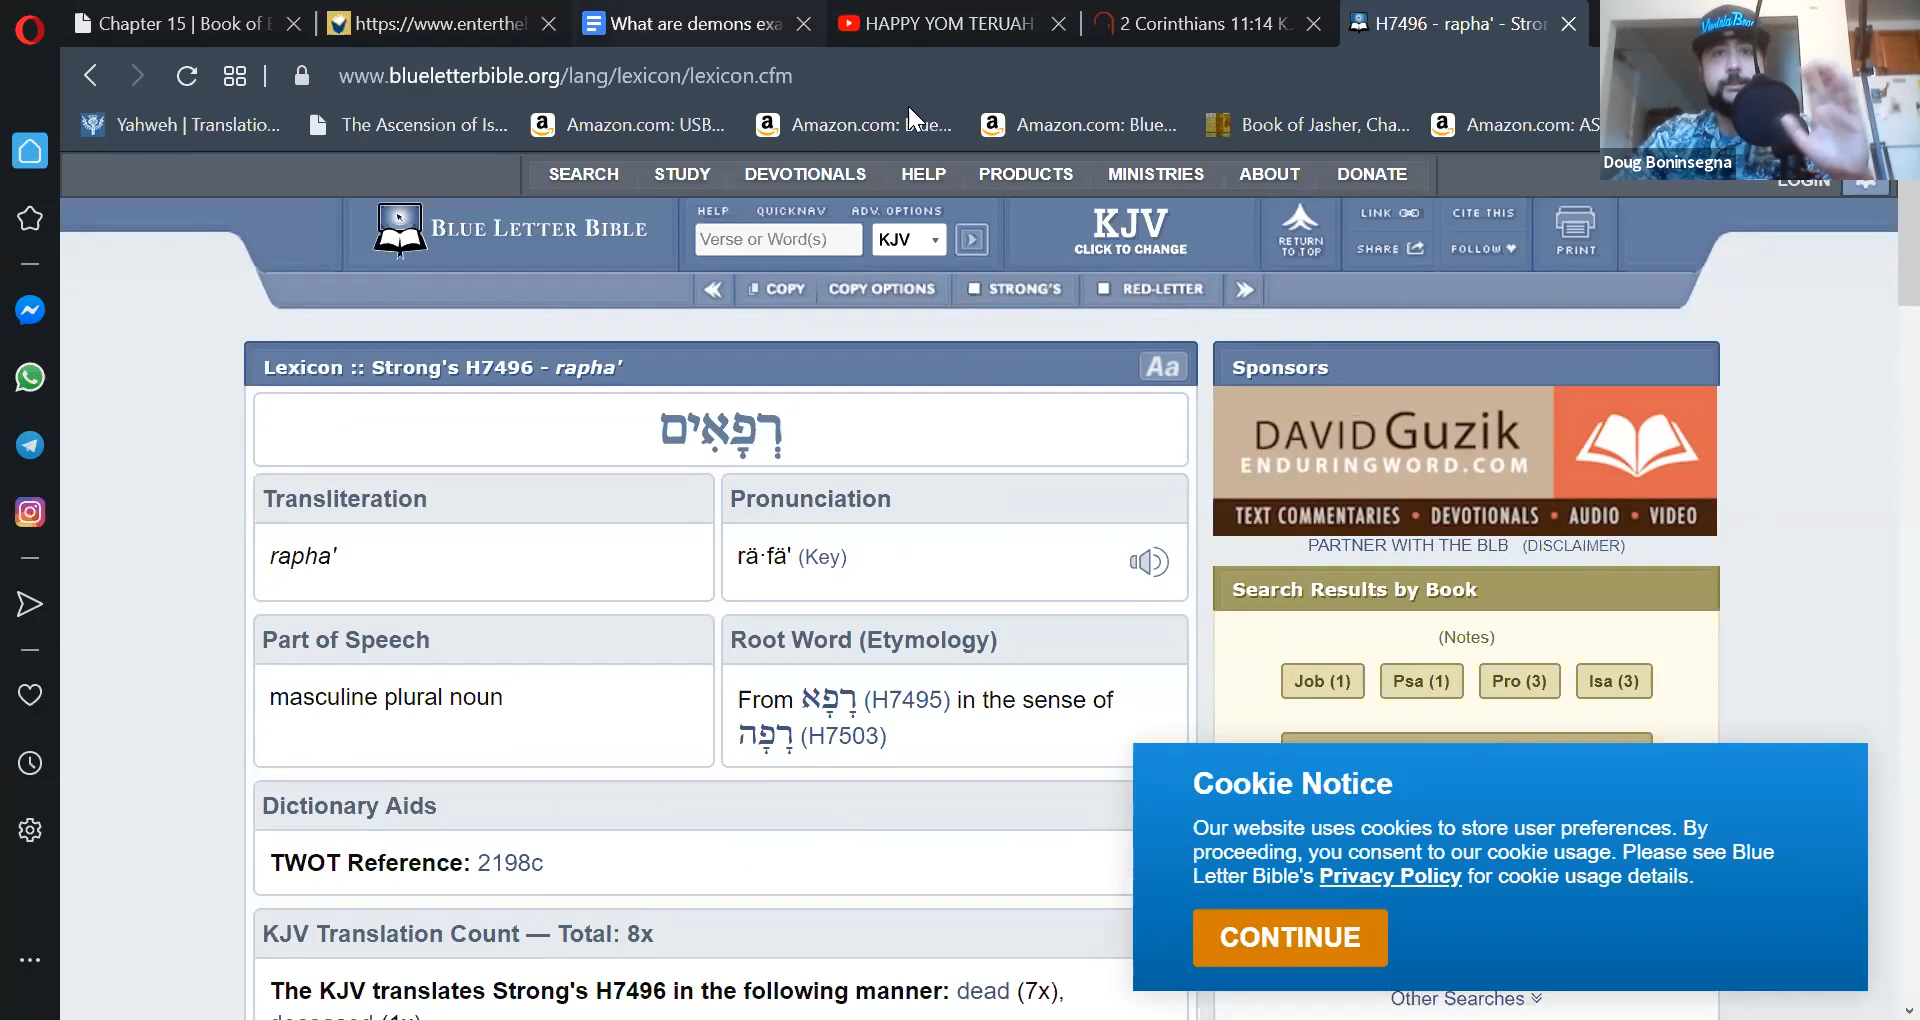 Chapter 15 | Book of E
https://www.enterthel
What are demons exa
HAPPY YOM TERUAH
2 Corinthians 11:14 K
H7496 - rapha' - Stro
www.blueletterbible.org/lang/lexicon/lexicon.cfm
Yahweh | Translatio...
The Ascension of Is...
Amazon.com: USB...
Amazon.com: Blue...
Amazon.com: Blue...
Book of Jasher, Cha...
Amazon.com: AS
Doug Boninsegna
SEARCH STUDY DEVOTIONALS HELP PRODUCTS MINISTRIES ABOUT DONATE
LOGIN
BLUE LETTER BIBLE
HELP QUICKNAV ADV. OPTIONS
Verse or Word(s)
KJV
KJV
CLICK TO CHANGE
RETURN
TO TOP
LINK
CITE THIS
SHARE
FOLLOW
PRINT
COPY COPY OPTIONS STRONG'S RED-LETTER
Lexicon :: Strong's H7496 - rapha'
Aa
רְפָאִים
Transliteration
rapha'
Pronunciation
rä·fä' (Key)
Part of Speech
masculine plural noun
Root Word (Etymology)
From רָפָא (H7495) in the sense of
רָפָה (H7503)
Dictionary Aids
TWOT Reference: 2198c
KJV Translation Count — Total: 8x
The KJV translates Strong's H7496 in the following manner: dead (7x),
Sponsors
DAVID Guzik
ENDURINGWORD.COM
TEXT COMMENTARIES • DEVOTIONALS • AUDIO • VIDEO
PARTNER WITH THE BLB (DISCLAIMER)
Search Results by Book
(Notes)
Job (1) Psa (1) Pro (3) Isa (3)
Cookie Notice
Our website uses cookies to store user preferences. By
proceeding, you consent to our cookie usage. Please see Blue
Letter Bible's Privacy Policy for cookie usage details.
CONTINUE
Other Searches